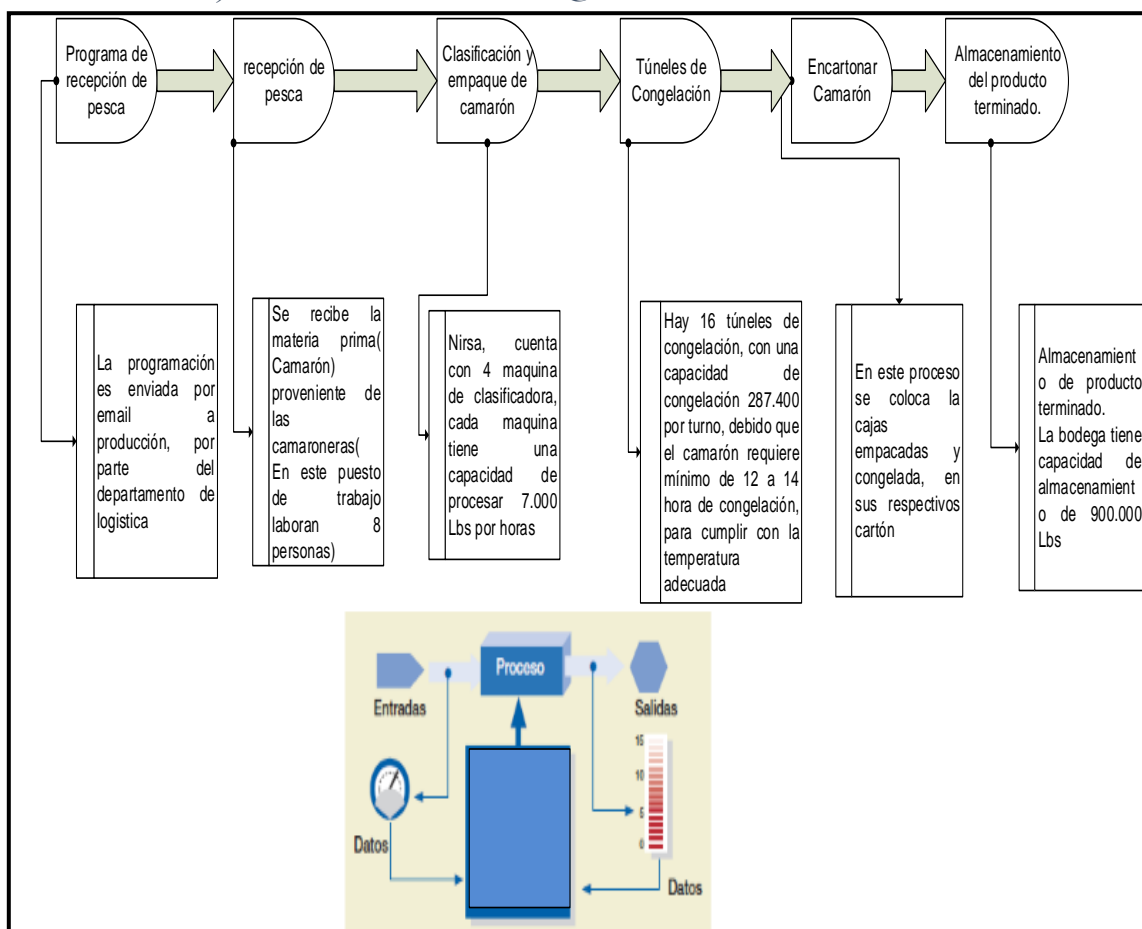 Programa de
recepción de
pesca
recepción de
pesca
Clasificación y
empaque de
camarón
Túneles de
Congelación
Encartonar
Camarón
Almacenamiento
del producto
terminado.
La programación
es enviada por
email a
producción, por
parte del
departamento de
logistica
Se recibe la
materia prima(
Camarón)
proveniente de
las
camaroneras(
En este puesto
de trabajo
laboran 8
personas)
Nirsa, cuenta
con 4 maquina
de clasificadora,
cada maquina
tiene una
capacidad de
procesar 7.000
Lbs por horas
Hay 16 túneles de
congelación, con una
capacidad de
congelación 287.400
por turno, debido que
el camarón requiere
mínimo de 12 a 14
hora de congelación,
para cumplir con la
temperatura
adecuada
En este proceso
se coloca la
cajas
empacadas y
congelada, en
sus respectivos
cartón
Almacenamient
o de producto
terminado.
La bodega tiene
capacidad de
almacenamient
o de 900.000
Lbs
Proceso
Entradas
Salidas
15
10
5
0
Datos
Datos